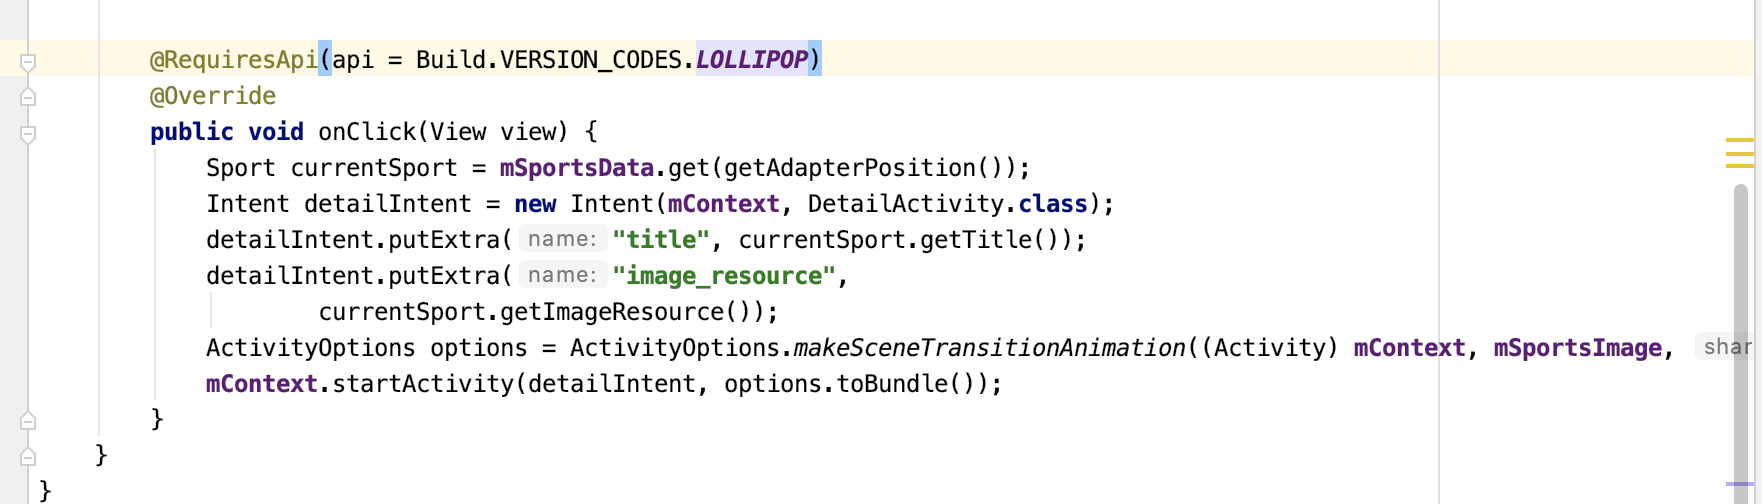 @RequiresApi(api = Build.VERSION_CODES.LOLLIPOP)
@Override
public void onClick(View view) {
Sport currentSport = mSportsData.get(getAdapterPosition());
Intent detailIntent = new Intent(mContext, DetailActivity.class);
detailIntent.putExtra( name: "title", currentSport.getTitle());
detailIntent.putExtra( name: "image_resource",
currentSport.getImageResource());
ActivityOptions options = ActivityOptions.makeSceneTransitionAnimation((Activity) mContext, mSportsImage, shar
mContext.startActivity(detailIntent, options.toBundle());
}
}
}